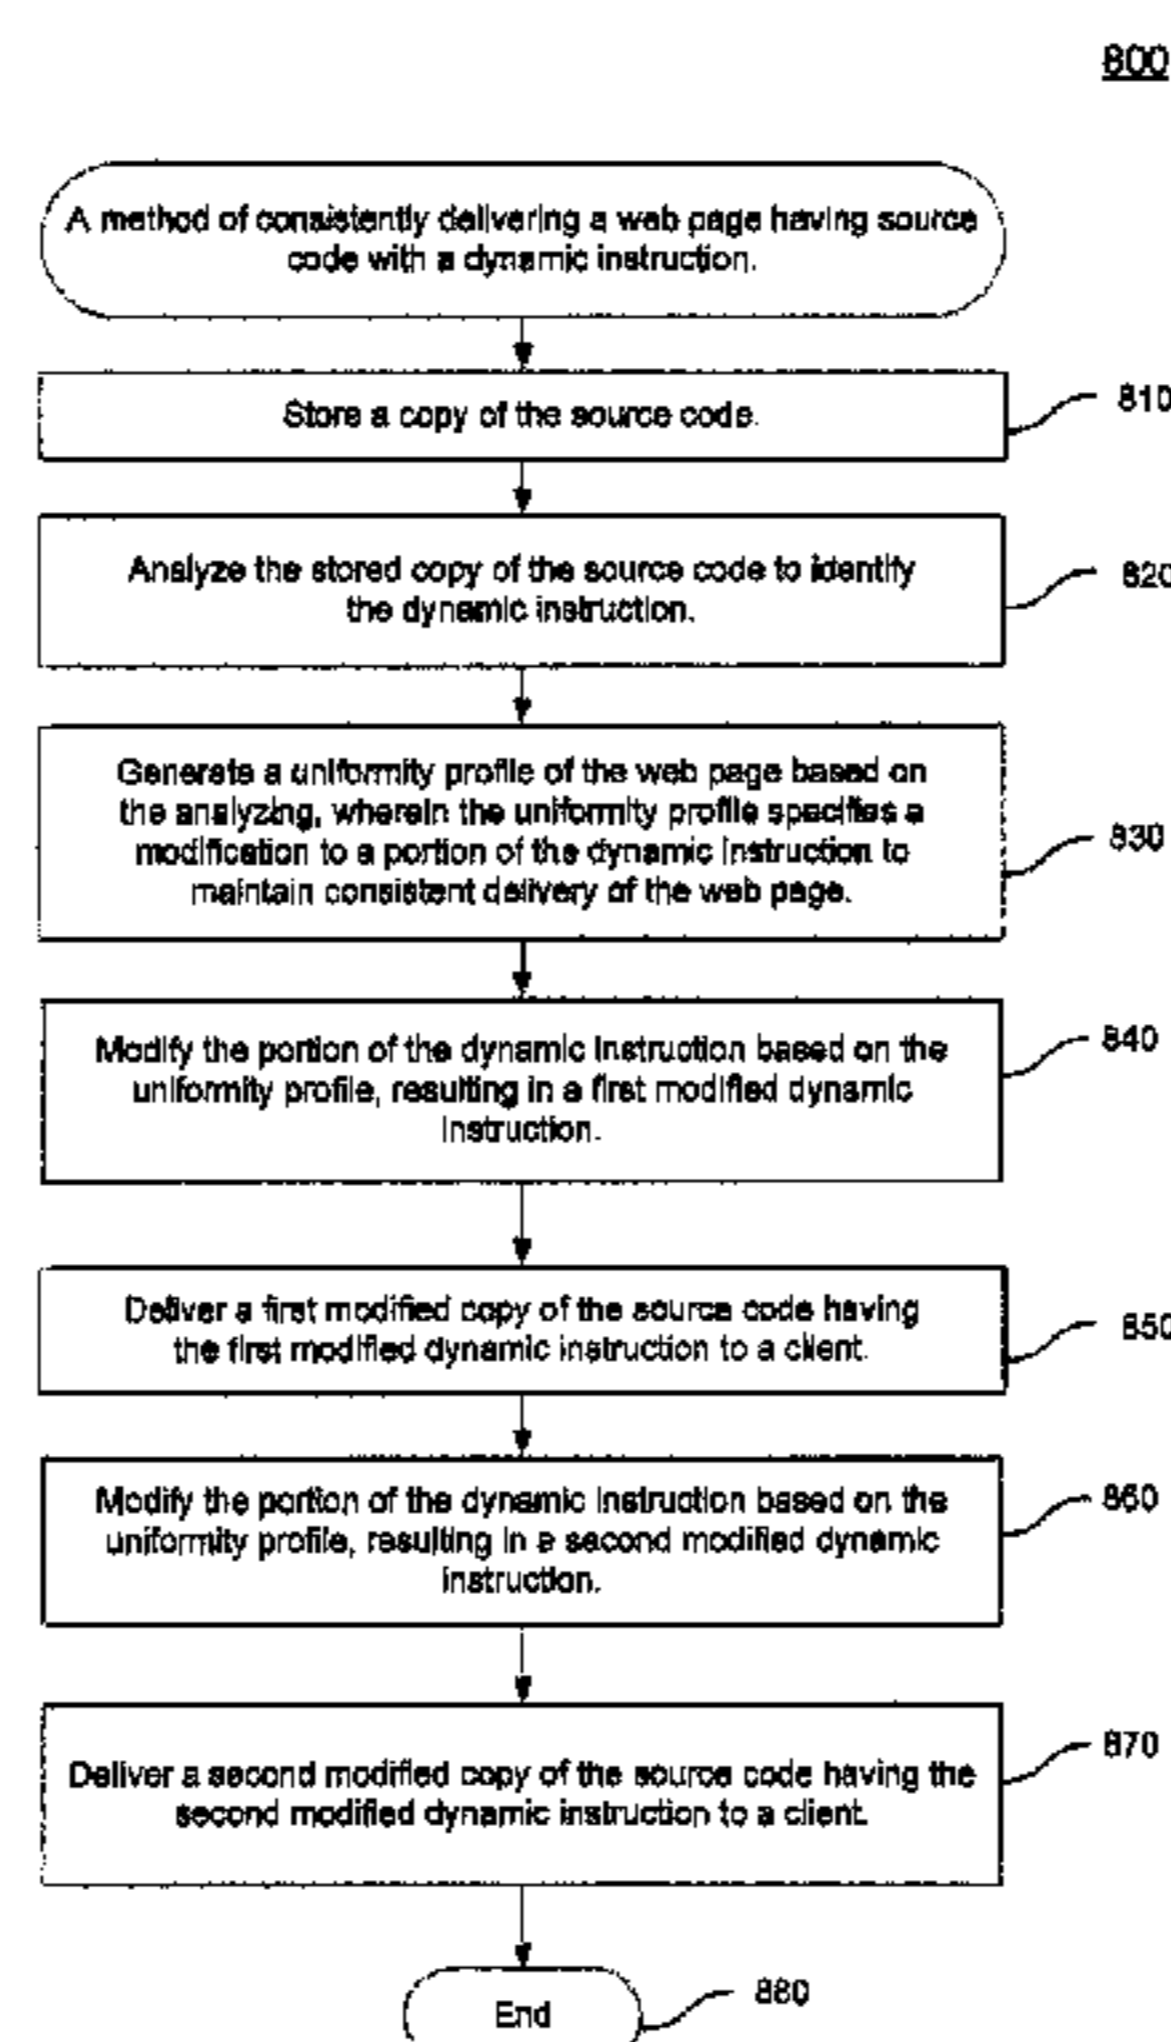 800
A method of consistently delivering a web page having source
code with a dynamic instruction.
Store a copy of the source code.
810
Analyze the stored copy of the source code to identify
the dynamic instruction.
820
Generate a uniformity profile of the web page based on
the analyzing, wherein the uniformity profile specifies a
modification to a portion of the dynamic instruction to
maintain consistent delivery of the web page.
830
Modify the portion of the dynamic instruction based on the
uniformity profile, resulting in a first modified dynamic
instruction.
840
Deliver a first modified copy of the source code having
the first modified dynamic instruction to a client.
850
Modify the portion of the dynamic instruction based on the
uniformity profile, resulting in a second modified dynamic
instruction.
860
Deliver a second modified copy of the source code having the
second modified dynamic instruction to a client.
870
End
880